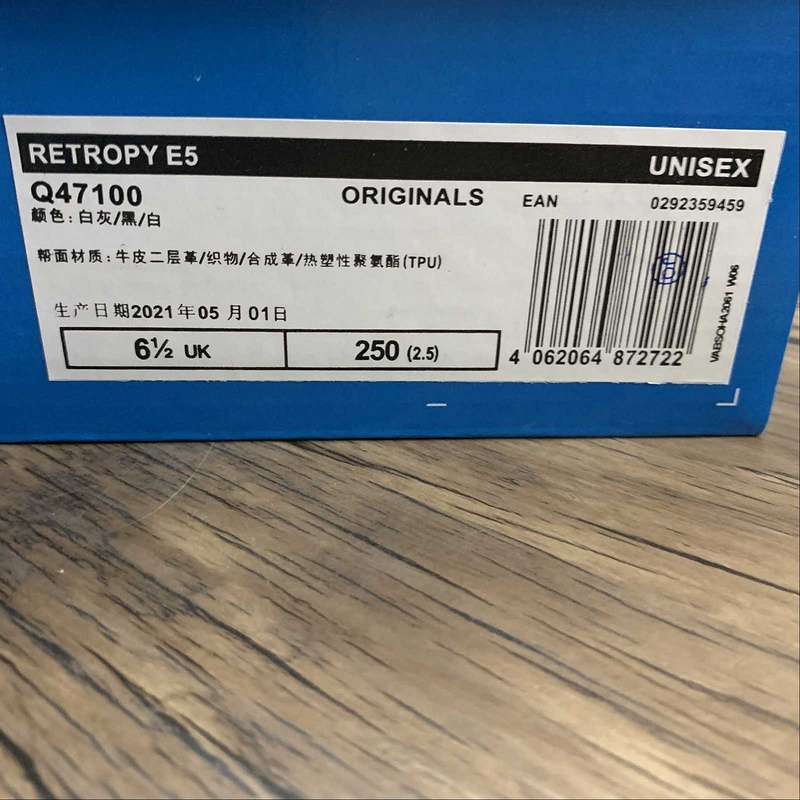 RETROPY E5 UNISEX
Q47100 ORIGINALS EAN 0292359459
颜色:白灰/黑/白
帮面材质:牛皮二层革/织物/合成革/热塑性聚氨酯(TPU)
生产日期2021年05月01日
6½ UK 250 (2.5)
4 062064 872722
VABSOHA2061 W06
5